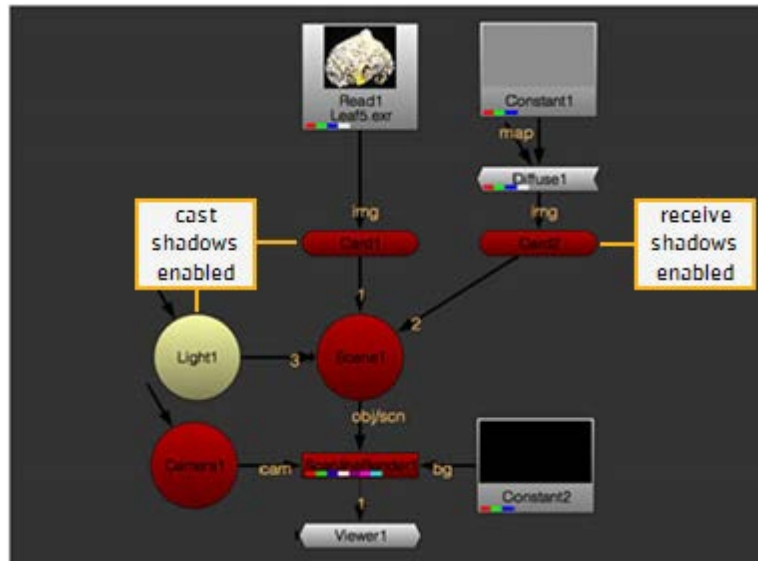 Read1
Leaf5.exr
Constant1
map
Diffuse1
img
img
cast
shadows
enabled
Card1
Card2
receive
shadows
enabled
1
2
Light1
3
Scene1
obj/scn
Camera1
cam
ScanlineRender1
bg
Constant2
1
Viewer1